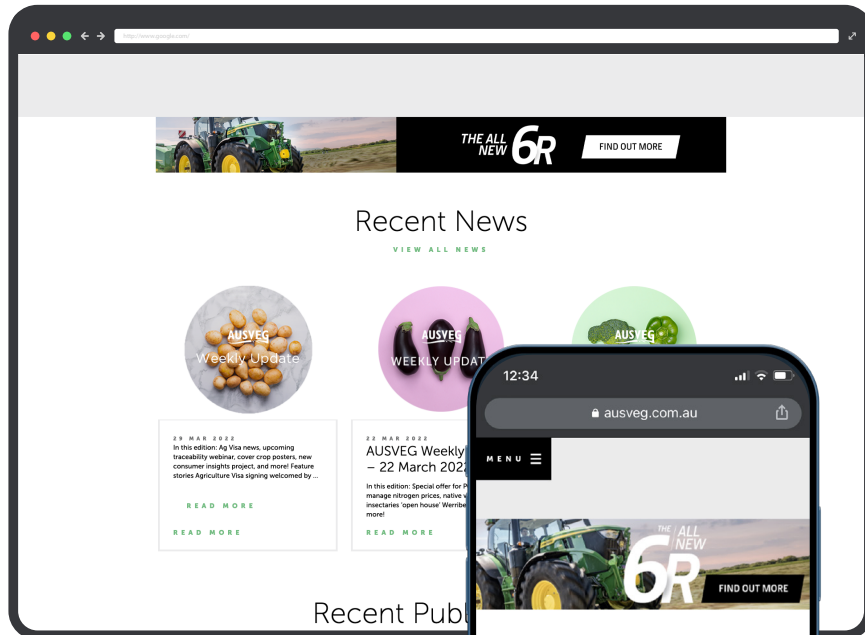 http://www.google.com/
THE ALL
NEW 6R
FIND OUT MORE
Recent News
VIEW ALL NEWS
AUSVEG
Weekly Update
AUSVEG
WEEKLY UPDAT
AUSVEG
29 MAR 2022
In this edition: Ag Visa news, upcoming
traceability webinar, cover crop posters, new
consumer insights project, and more! Feature
stories Agriculture Visa signing welcomed by ...
READ MORE
READ MORE
22 MAR 2022
AUSVEG Weekly
– 22 March 2022
In this edition: Special offer for P
manage nitrogen prices, native v
insectaries 'open house' Werribe
more!
READ MORE
Recent Publ
12:34
ausveg.com.au
MENU
THE ALL
NEW
6R
FIND OUT MORE